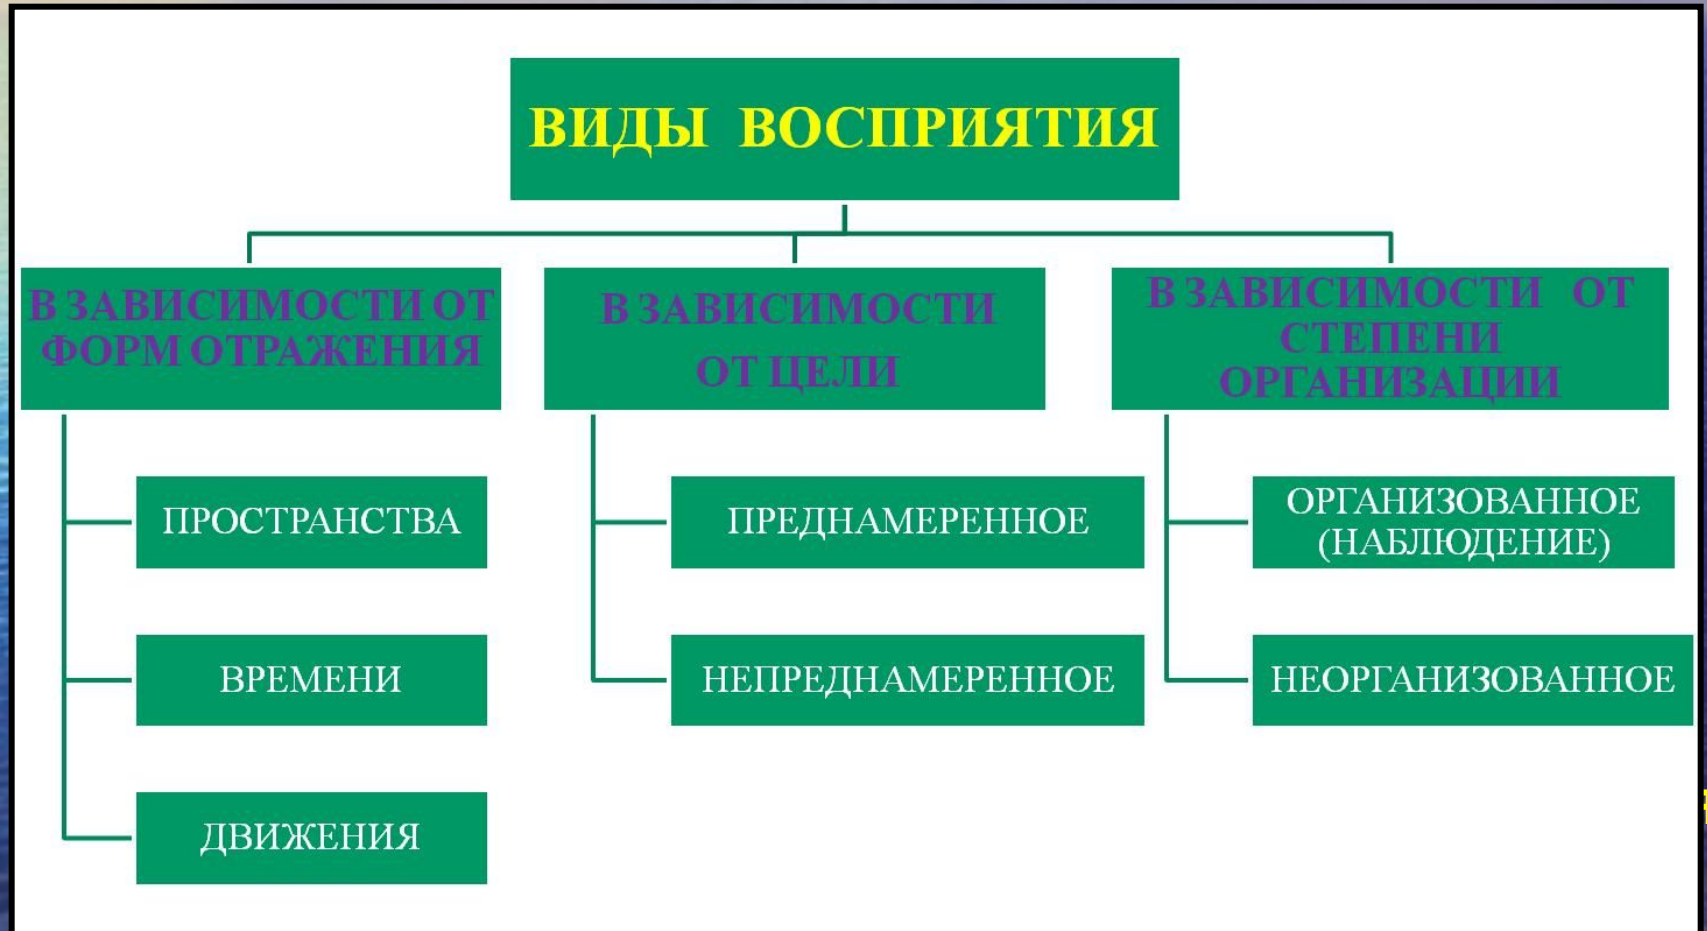 ВИДЫ ВОСПРИЯТИЯ
В ЗАВИСИМОСТИ ОТ
ФОРМ ОТРАЖЕНИЯ
ПРОСТРАНСТВА
ВРЕМЕНИ
ДВИЖЕНИЯ
В ЗАВИСИМОСТИ
ОТ ЦЕЛИ
ПРЕДНАМЕРЕННОЕ
НЕПРЕДНАМЕРЕННОЕ
В ЗАВИСИМОСТИ ОТ
СТЕПЕНИ
ОРГАНИЗАЦИИ
ОРГАНИЗОВАННОЕ
(НАБЛЮДЕНИЕ)
НЕОРГАНИЗОВАННОЕ